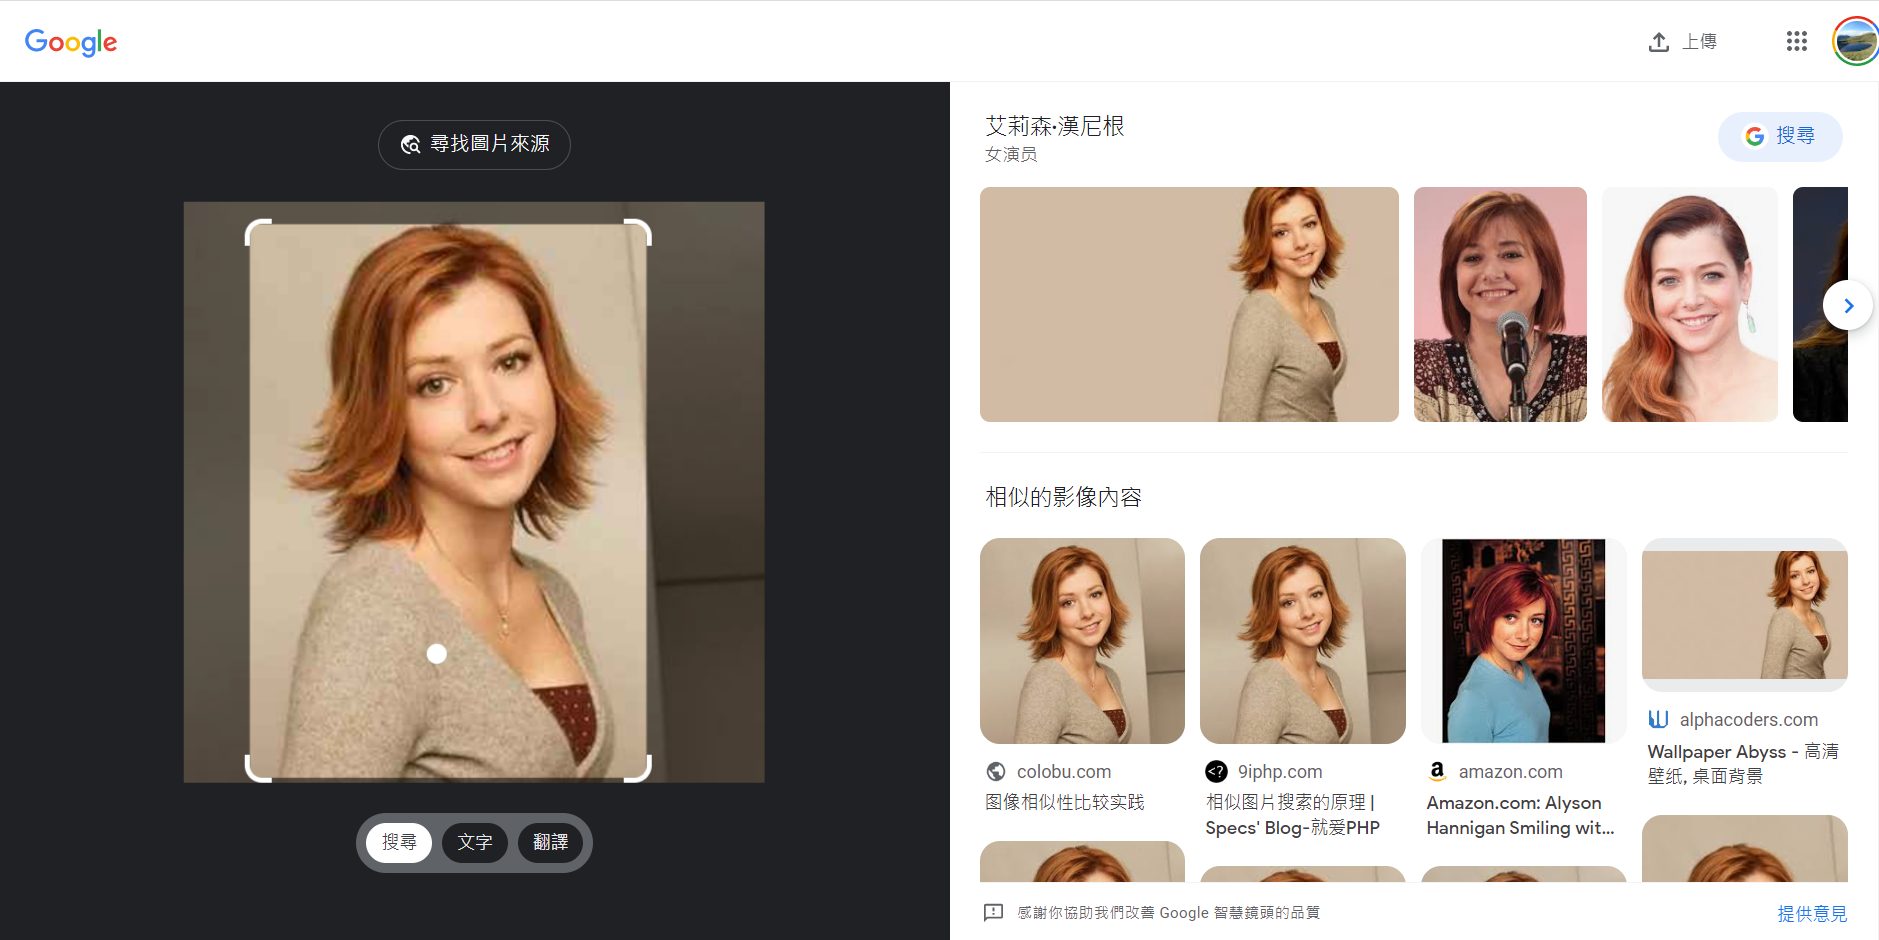 Google
上傳
尋找圖片來源
艾莉森·漢尼根
女演员
搜尋
相似的影像內容
colobu.com
图像相似性比较实践
9iphp.com
相似图片搜索的原理 |
Specs' Blog-就爱PHP
amazon.com
Amazon.com: Alyson
Hannigan Smiling wit...
alphacoders.com
Wallpaper Abyss - 高清
壁纸, 桌面背景
搜尋
文字
翻譯
感謝你協助我們改善 Google 智慧鏡頭的品質
提供意見